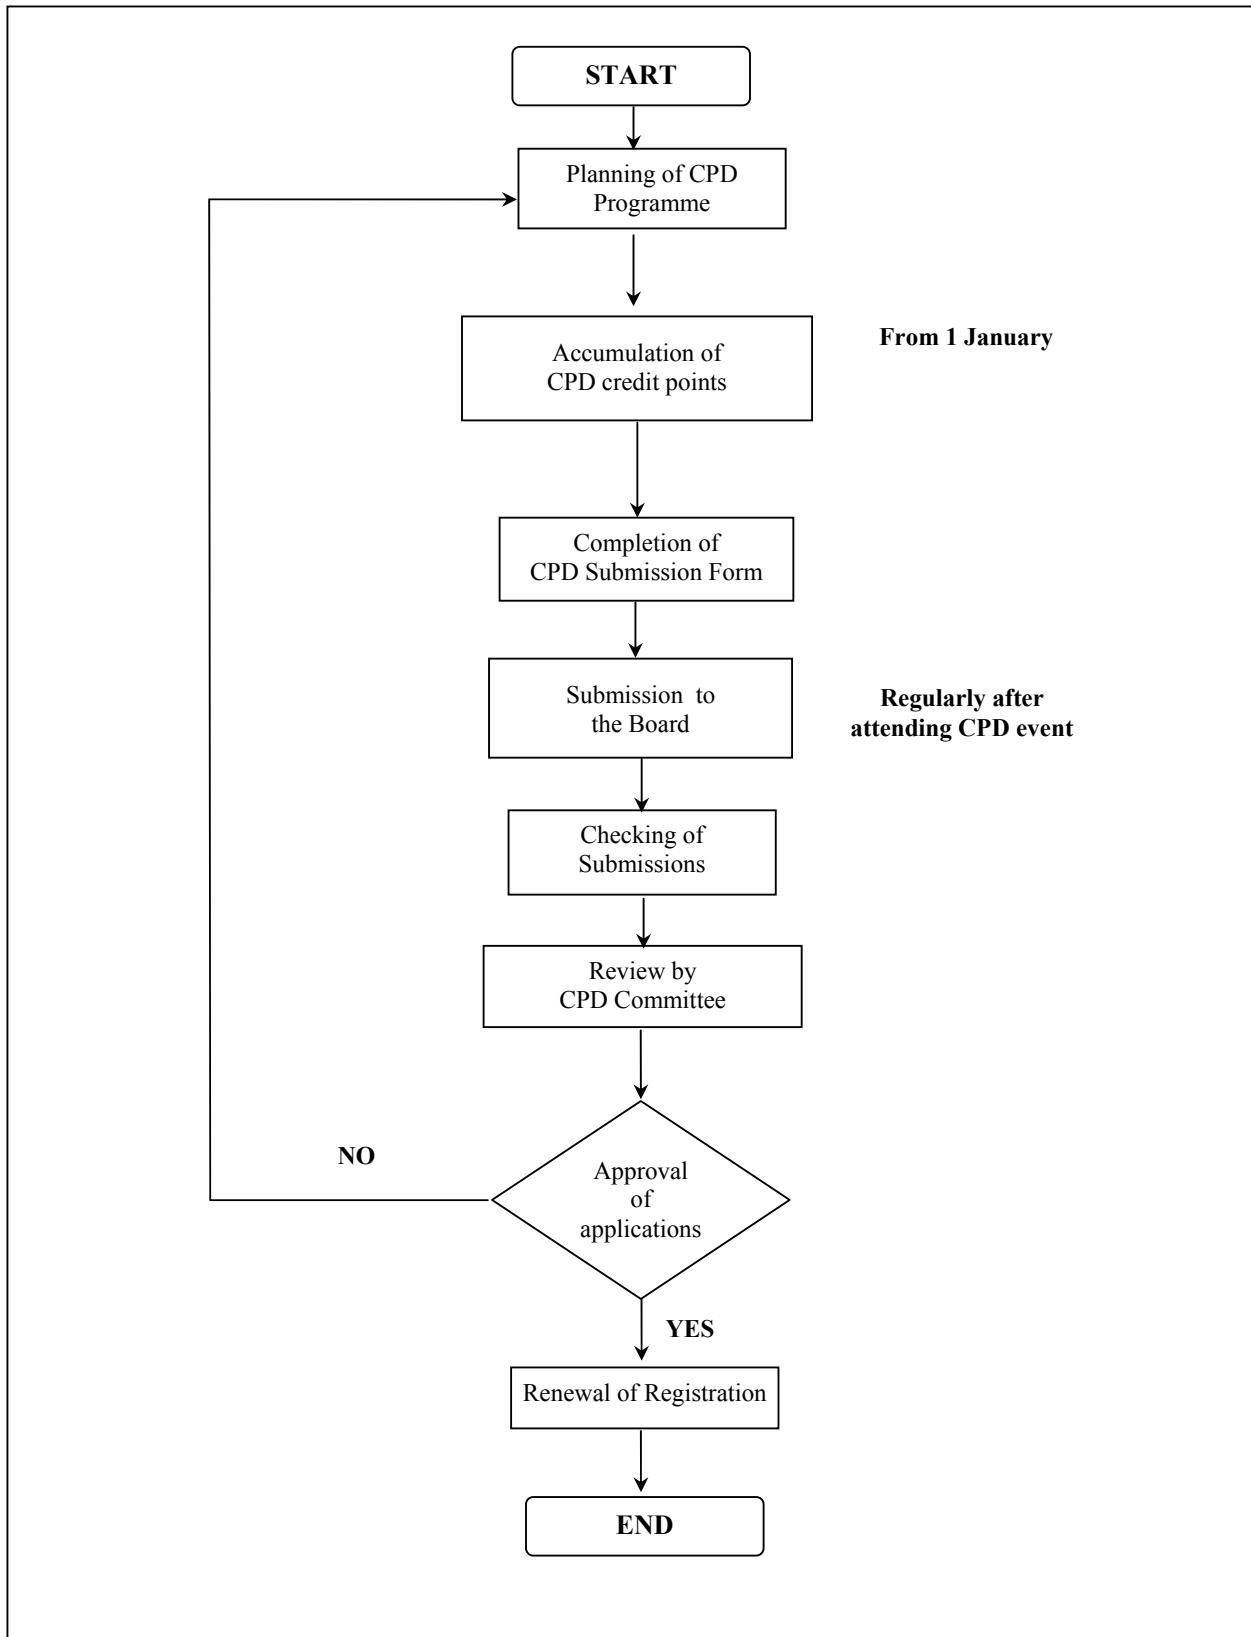 START
Planning of CPD
Programme
From 1 January
Accumulation of
CPD credit points
Completion of
CPD Submission Form
Submission to
the Board
Regularly after
attending CPD event
Checking of
Submissions
Review by
CPD Committee
NO
Approval
of
applications
YES
Renewal of Registration
END